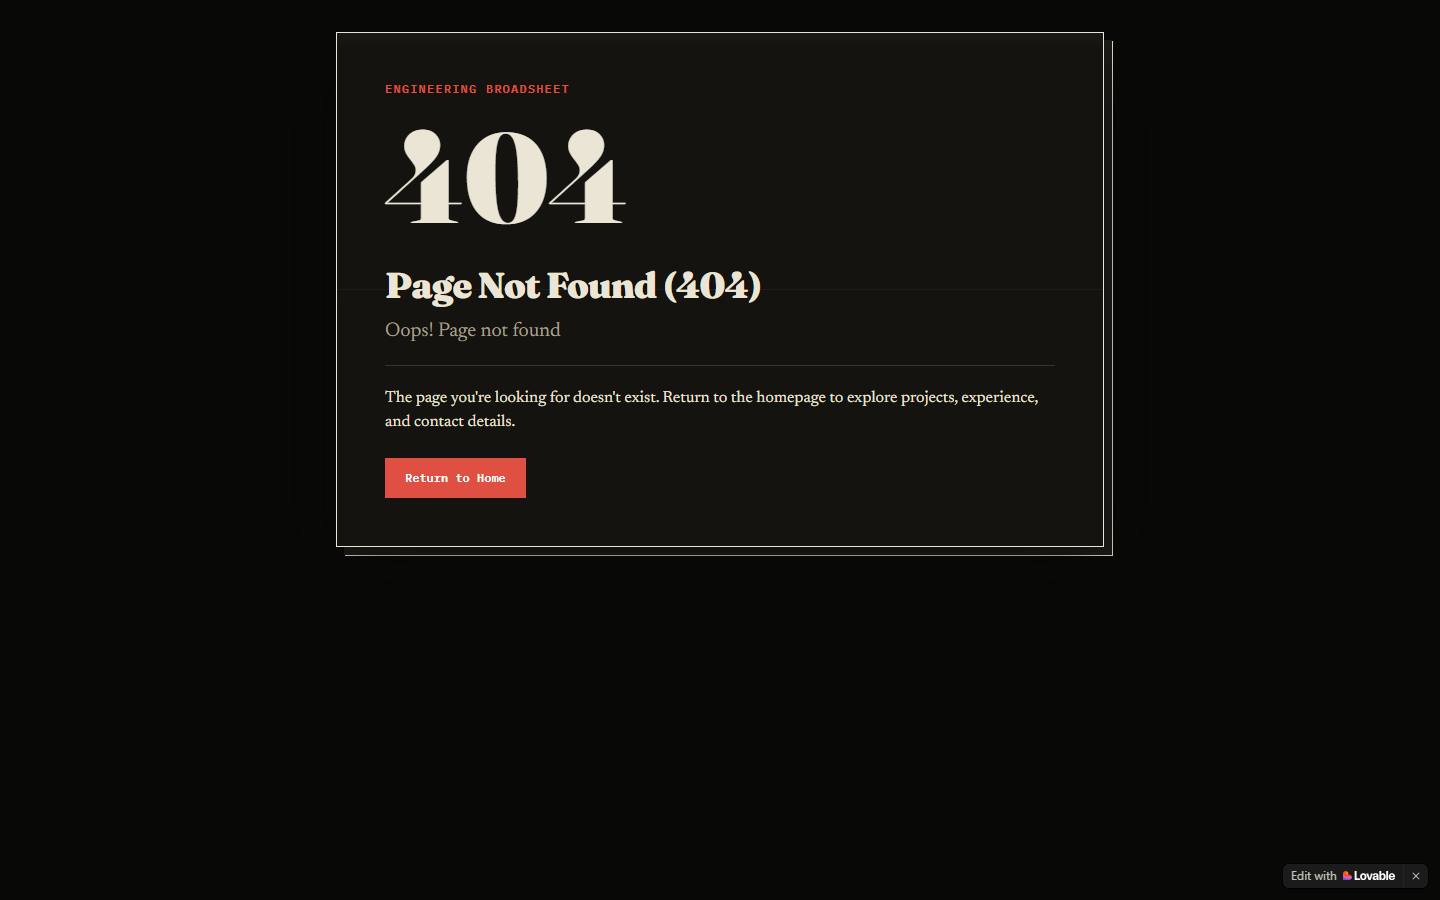 ENGINEERING BROADSHEET
404
Page Not Found (404)
Oops! Page not found
The page you're looking for doesn't exist. Return to the homepage to explore projects, experience,
and contact details.
Return to Home
Edit with Lovable ×